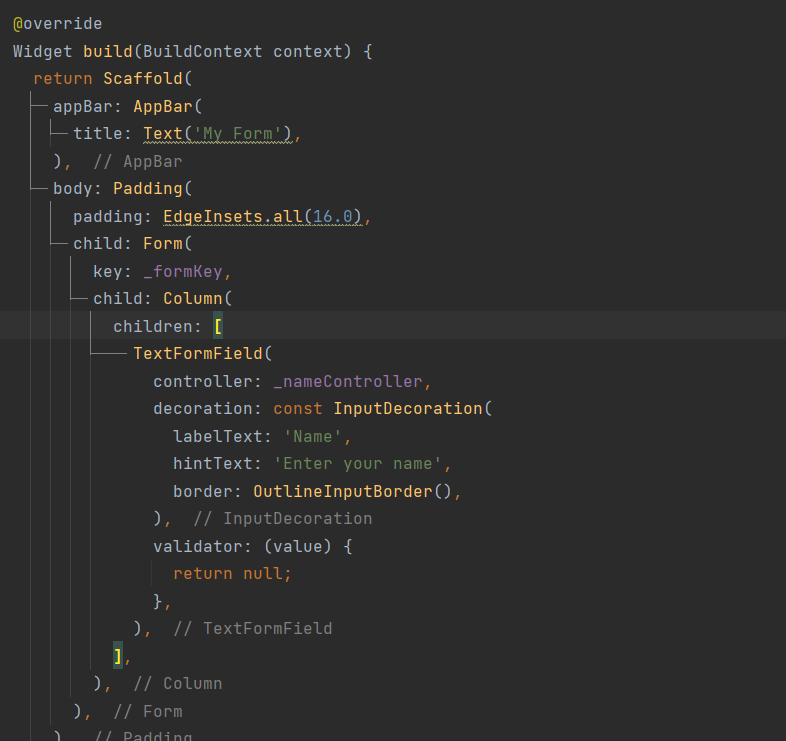 @override
Widget build(BuildContext context) {
  return Scaffold(
    appBar: AppBar(
      title: Text('My Form'),
    ),  // AppBar
    body: Padding(
      padding: EdgeInsets.all(16.0),
      child: Form(
        key: _formKey,
        child: Column(
          children: [
            TextFormField(
              controller: _nameController,
              decoration: const InputDecoration(
                labelText: 'Name',
                hintText: 'Enter your name',
                border: OutlineInputBorder(),
              ),  // InputDecoration
              validator: (value) {
                return null;
              },
            ),  // TextFormField
          ],
        ),  // Column
      ),  // Form
    ),  // Padding